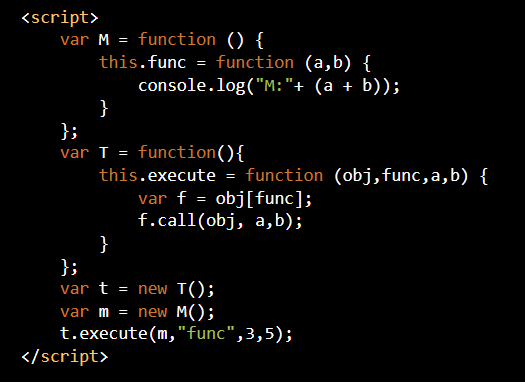 <script>
    var M = function () {
        this.func = function (a,b) {
            console.log("M:"+ (a + b));
        }
    };
    var T = function(){
        this.execute = function (obj,func,a,b) {
            var f = obj[func];
            f.call(obj, a,b);
        }
    };
    var t = new T();
    var m = new M();
    t.execute(m,"func",3,5);
</script>